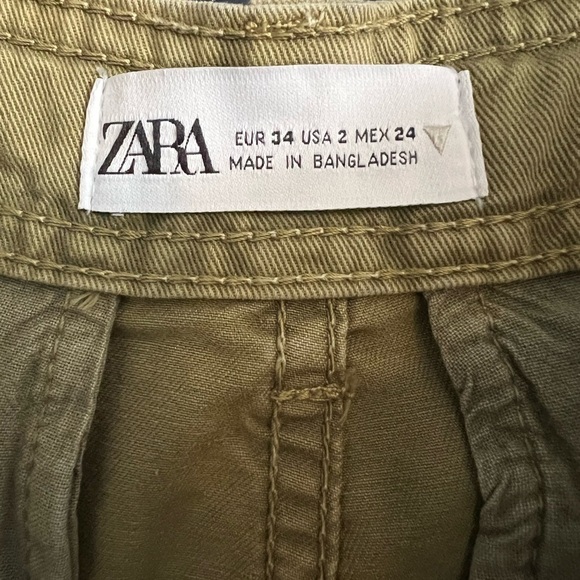 ZARA
EUR 34 USA 2 MEX 24
MADE IN BANGLADESH